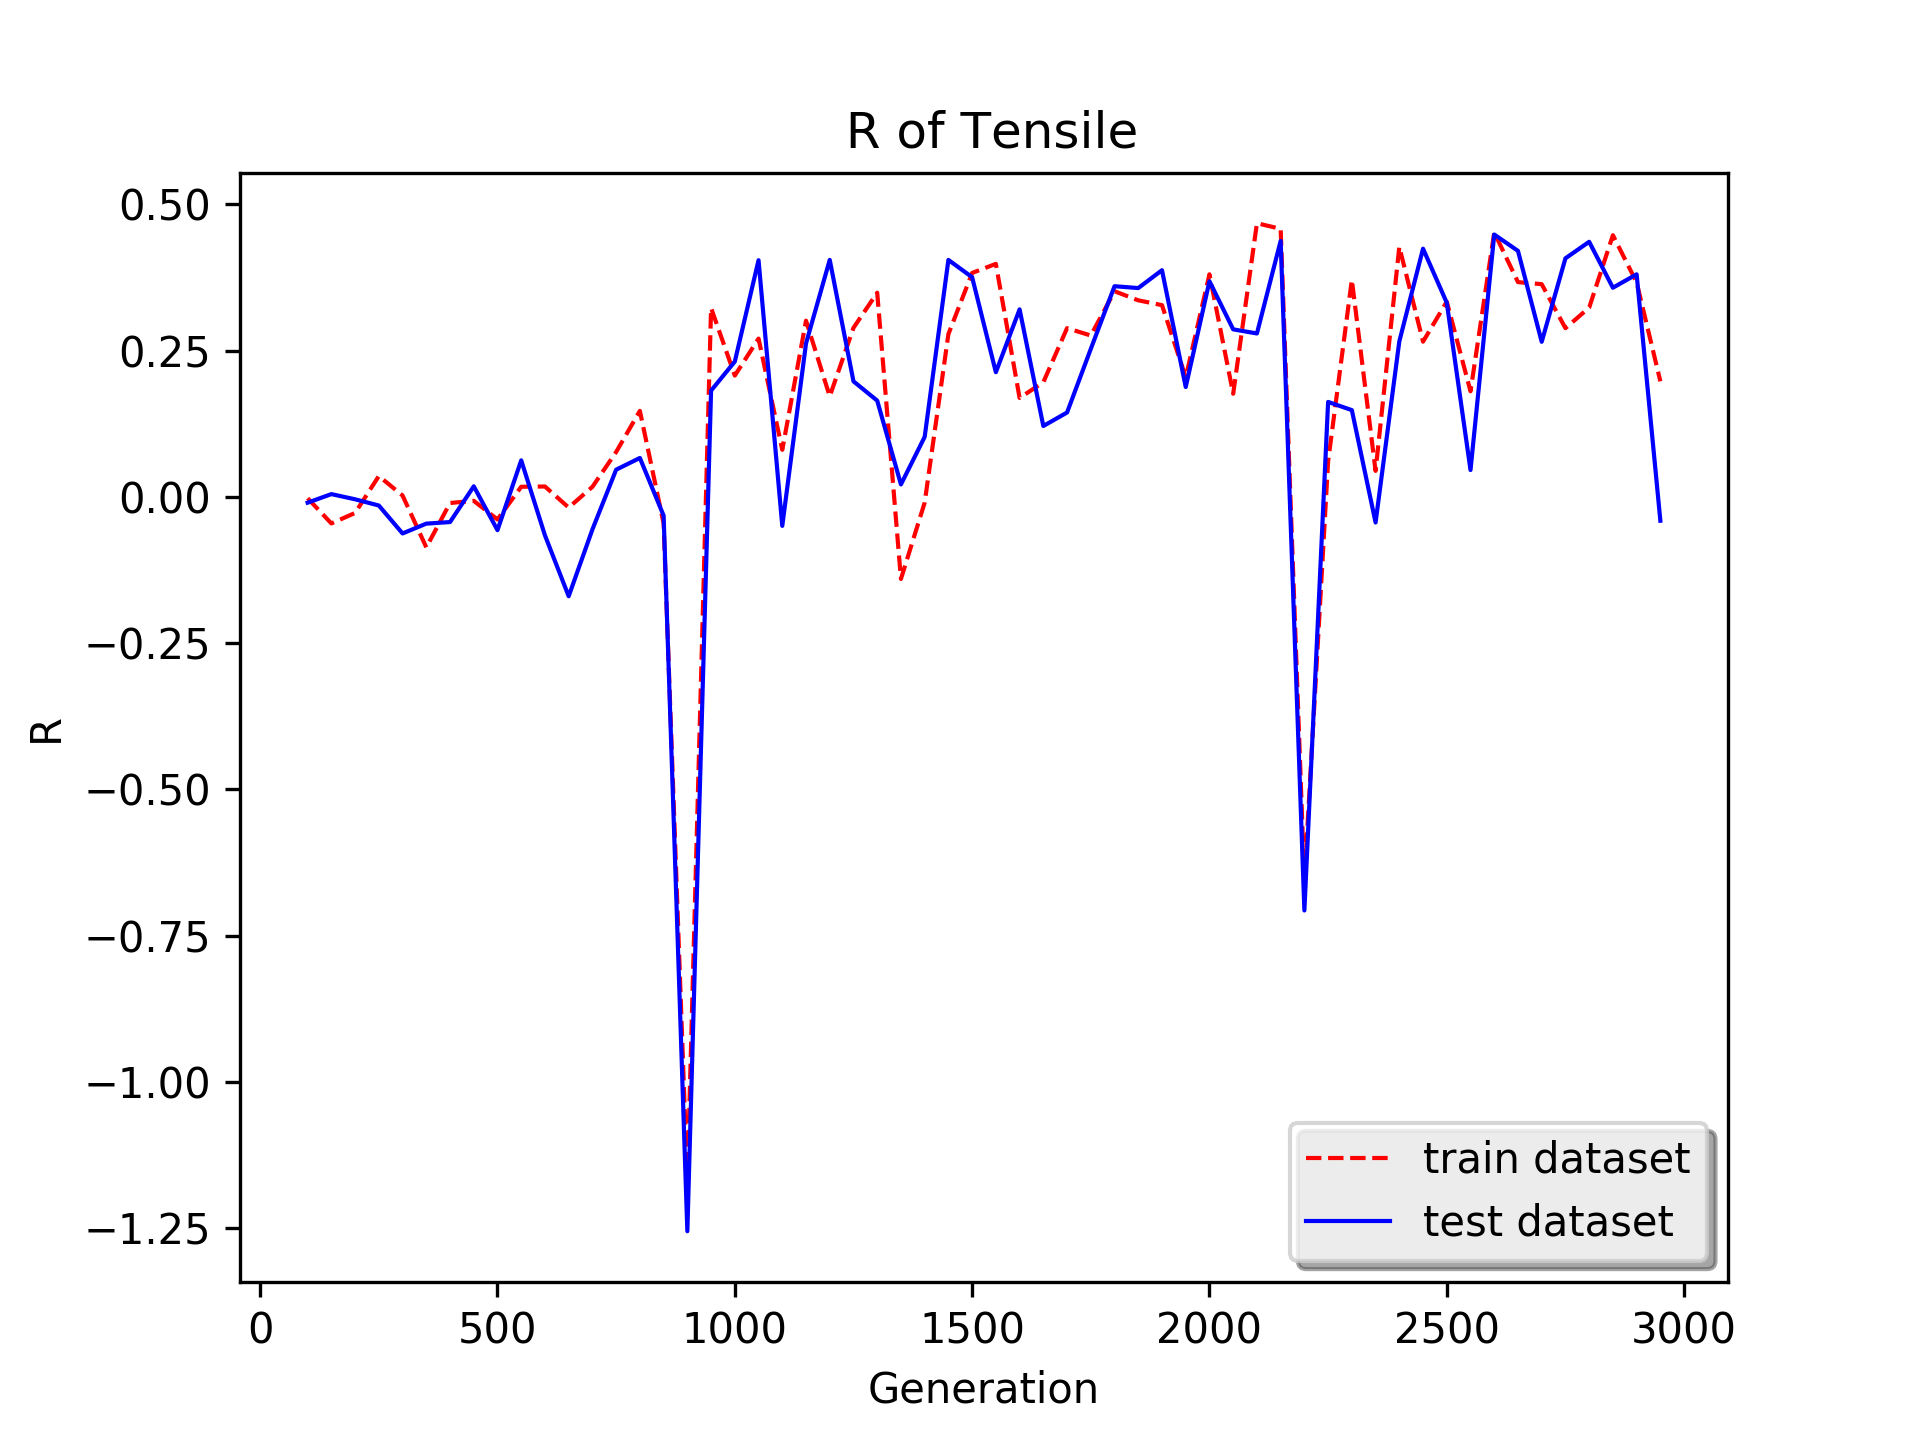 R of Tensile
0.50
0.25
0.00
−0.25
−0.50
−0.75
−1.00
−1.25
R
train dataset
test dataset
0 500 1000 1500 2000 2500 3000
Generation